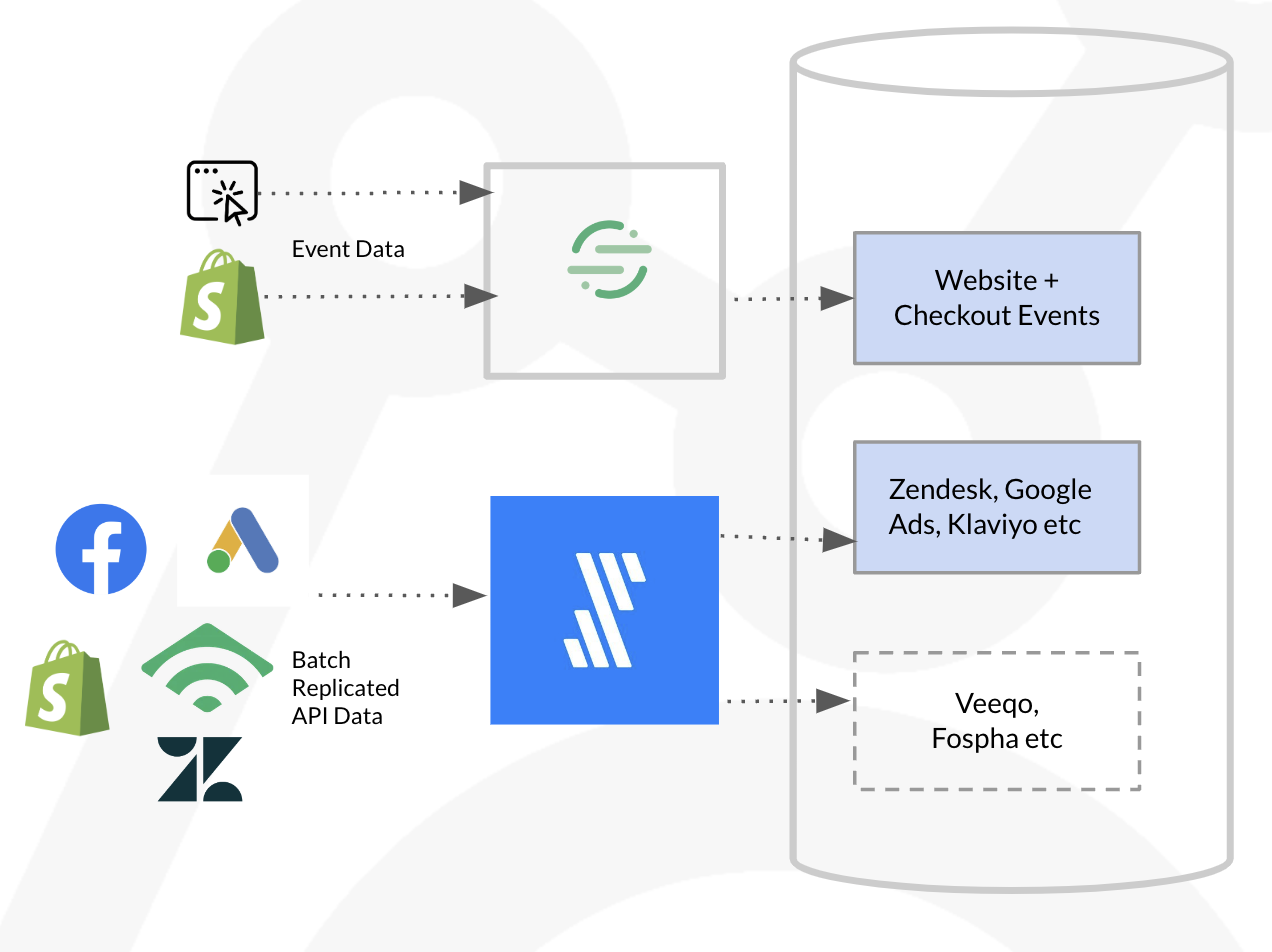 Event Data
Website +
Checkout Events
Zendesk, Google
Ads, Klaviyo etc
Batch
Replicated
API Data
Veeqo,
Fospha etc